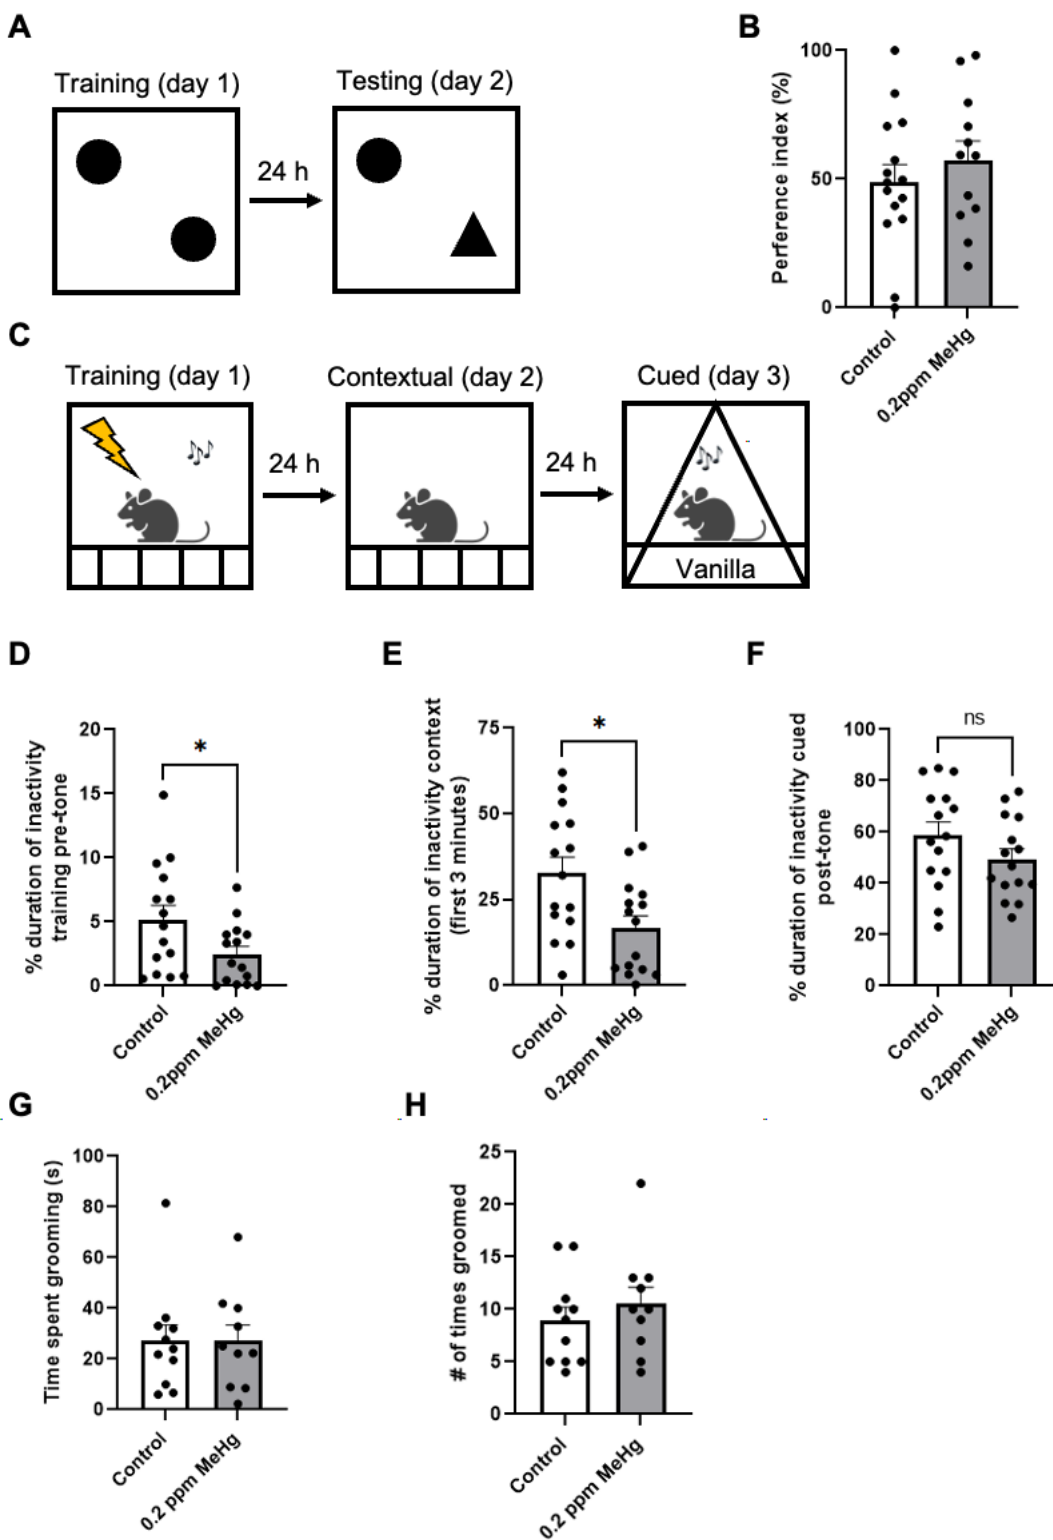 A
B
Training (day 1)
Testing (day 2)
24 h
Perference index (%)
100
50
0
Control
0.2ppm MeHg
C
Training (day 1)
Contextual (day 2)
Cued (day 3)
24 h
24 h
Vanilla
D
E
F
% duration of inactivity
training pre-tone
20
15
10
5
0
*
Control
0.2ppm MeHg
% duration of inactivity context
(first 3 minutes)
75
50
25
0
*
Control
0.2ppm MeHg
% duration of inactivity cued
post-tone
100
80
60
40
20
0
ns
Control
0.2ppm MeHg
G
H
Time spent grooming (s)
100
80
60
40
20
0
Control
0.2 ppm MeHg
# of times groomed
25
20
15
10
5
0
Control
0.2 ppm MeHg